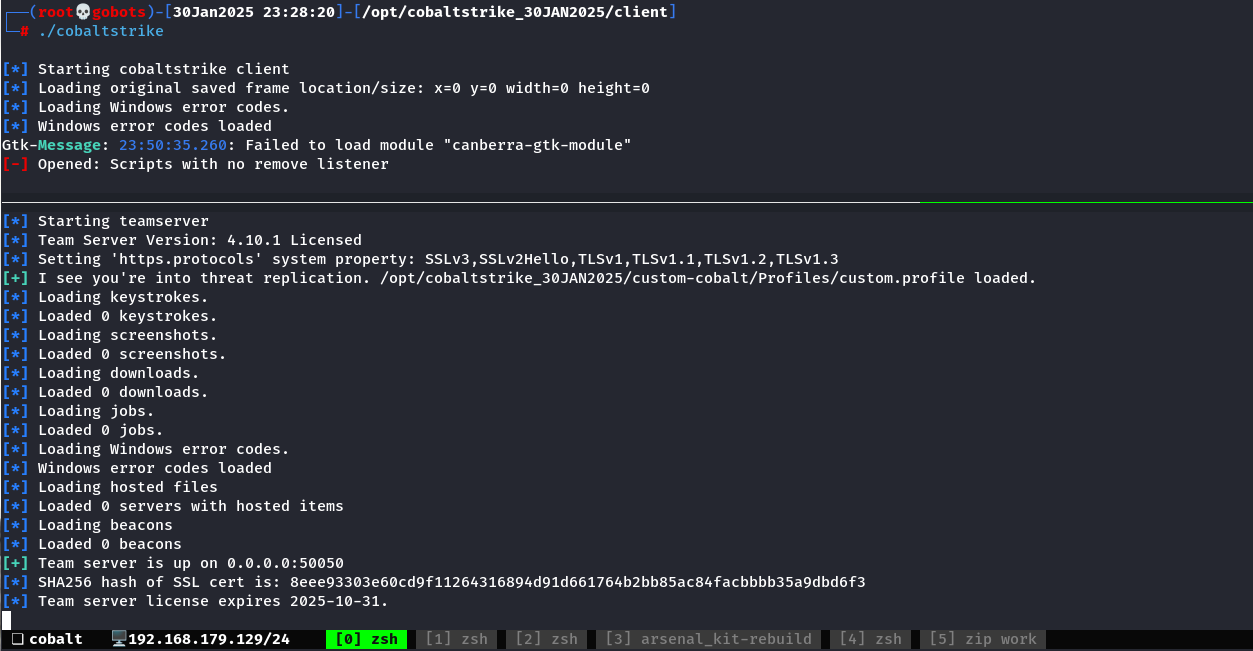 ┌──(root💀gobots)-[30Jan2025 23:28:20]-[/opt/cobaltstrike_30JAN2025/client]
└─# ./cobaltstrike
[*] Starting cobaltstrike client
[*] Loading original saved frame location/size: x=0 y=0 width=0 height=0
[*] Loading Windows error codes.
[*] Windows error codes loaded
Gtk-Message: 23:50:35.260: Failed to load module "canberra-gtk-module"
[-] Opened: Scripts with no remove listener
[*] Starting teamserver
[*] Team Server Version: 4.10.1 Licensed
[*] Setting 'https.protocols' system property: SSLv3,SSLv2Hello,TLSv1,TLSv1.1,TLSv1.2,TLSv1.3
[+] I see you're into threat replication. /opt/cobaltstrike_30JAN2025/custom-cobalt/Profiles/custom.profile loaded.
[*] Loading keystrokes.
[*] Loaded 0 keystrokes.
[*] Loading screenshots.
[*] Loaded 0 screenshots.
[*] Loading downloads.
[*] Loaded 0 downloads.
[*] Loading jobs.
[*] Loaded 0 jobs.
[*] Loading Windows error codes.
[*] Windows error codes loaded
[*] Loading hosted files
[*] Loaded 0 servers with hosted items
[*] Loading beacons
[*] Loaded 0 beacons
[+] Team server is up on 0.0.0.0:50050
[*] SHA256 hash of SSL cert is: 8eee93303e60cd9f11264316894d91d661764b2bb85ac84facbbbb35a9dbd6f3
[*] Team server license expires 2025-10-31.
❏ cobalt 🖥192.168.179.129/24 [0] zsh [1] zsh [2] zsh [3] arsenal_kit-rebuild [4] zsh [5] zip work